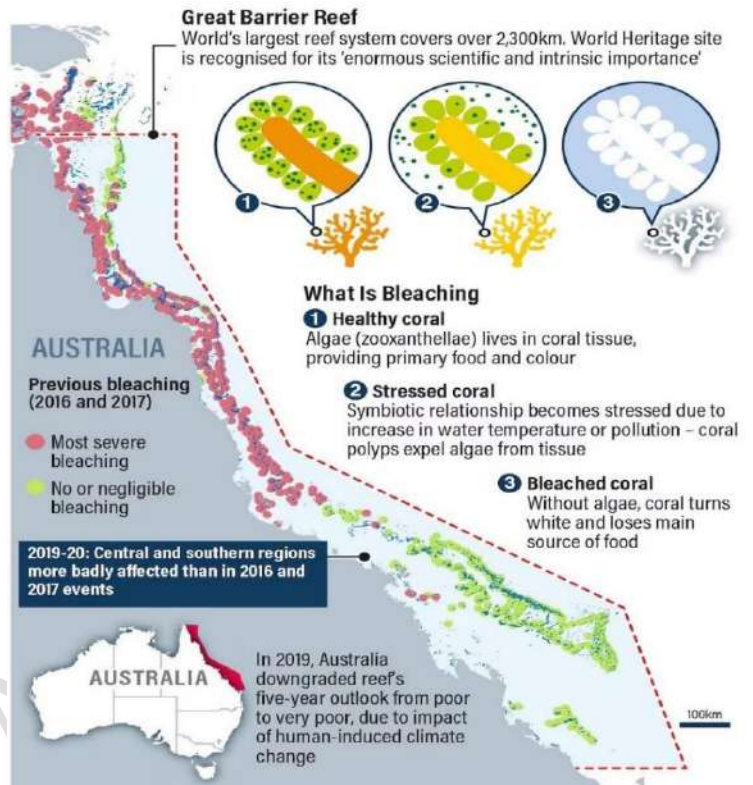 Great Barrier Reef
World's largest reef system covers over 2,300km. World Heritage site
is recognised for its 'enormous scientific and intrinsic importance'
1
2
3
What Is Bleaching
1 Healthy coral
Algae (zooxanthellae) lives in coral tissue,
providing primary food and colour
AUSTRALIA
Previous bleaching
(2016 and 2017)
Most severe
bleaching
No or negligible
bleaching
2 Stressed coral
Symbiotic relationship becomes stressed due to
increase in water temperature or pollution – coral
polyps expel algae from tissue
3 Bleached coral
Without algae, coral turns
white and loses main
source of food
2019-20: Central and southern regions
more badly affected than in 2016 and
2017 events
AUSTRALIA
In 2019, Australia
downgraded reef's
five-year outlook from poor
to very poor, due to impact
of human-induced climate
change
100km